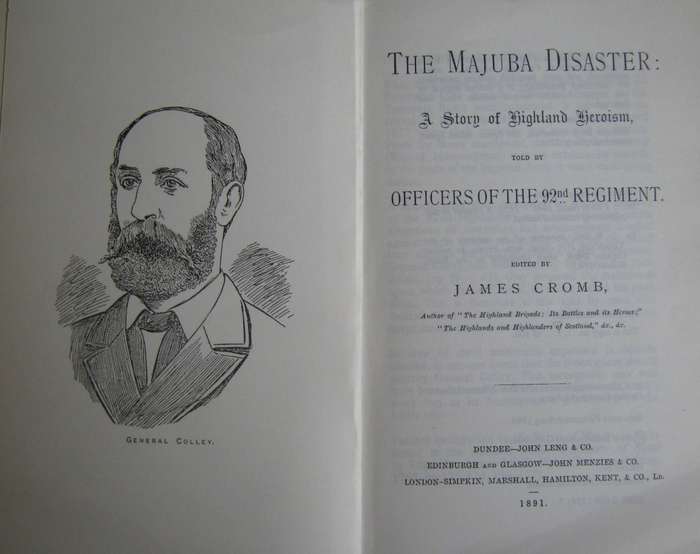 GENERAL COLLEY.
THE MAJUBA DISASTER:
A Story of Highland Heroism,
TOLD BY
OFFICERS OF THE 92nd REGIMENT.
EDITED BY
JAMES CROMB,
Author of "The Highland Brigade: Its Battles and its Heroes;"
"The Highlands and Highlanders of Scotland," &c., &c.
DUNDEE—JOHN LENG & CO.
EDINBURGH AND GLASGOW—JOHN MENZIES & CO.
LONDON-SIMPKIN, MARSHALL, HAMILTON, KENT, & CO., LD.
1891.